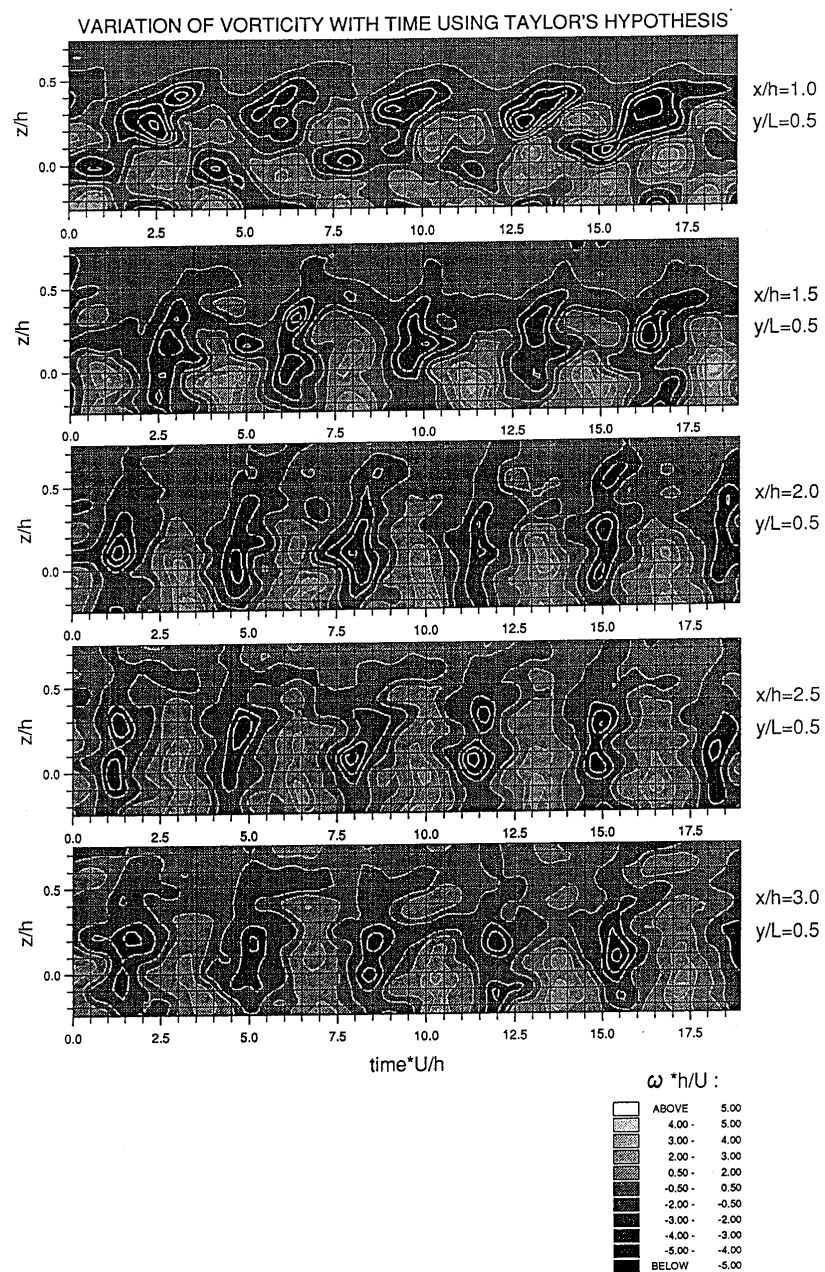 VARIATION OF VORTICITY WITH TIME USING TAYLOR'S HYPOTHESIS
0.5
0.0
z/h
x/h=1.0
y/L=0.5
0.0 2.5 5.0 7.5 10.0 12.5 15.0 17.5
0.5
0.0
z/h
x/h=1.5
y/L=0.5
0.0 2.5 5.0 7.5 10.0 12.5 15.0 17.5
0.5
0.0
z/h
x/h=2.0
y/L=0.5
0.0 2.5 5.0 7.5 10.0 12.5 15.0 17.5
0.5
0.0
z/h
x/h=2.5
y/L=0.5
0.0 2.5 5.0 7.5 10.0 12.5 15.0 17.5
0.5
0.0
z/h
x/h=3.0
y/L=0.5
0.0 2.5 5.0 7.5 10.0 12.5 15.0 17.5
time*U/h
ω *h/U :
ABOVE 5.00
4.00 - 5.00
3.00 - 4.00
2.00 - 3.00
0.50 - 2.00
-0.50 - 0.50
-2.00 - -0.50
-3.00 - -2.00
-4.00 - -3.00
-5.00 - -4.00
BELOW -5.00